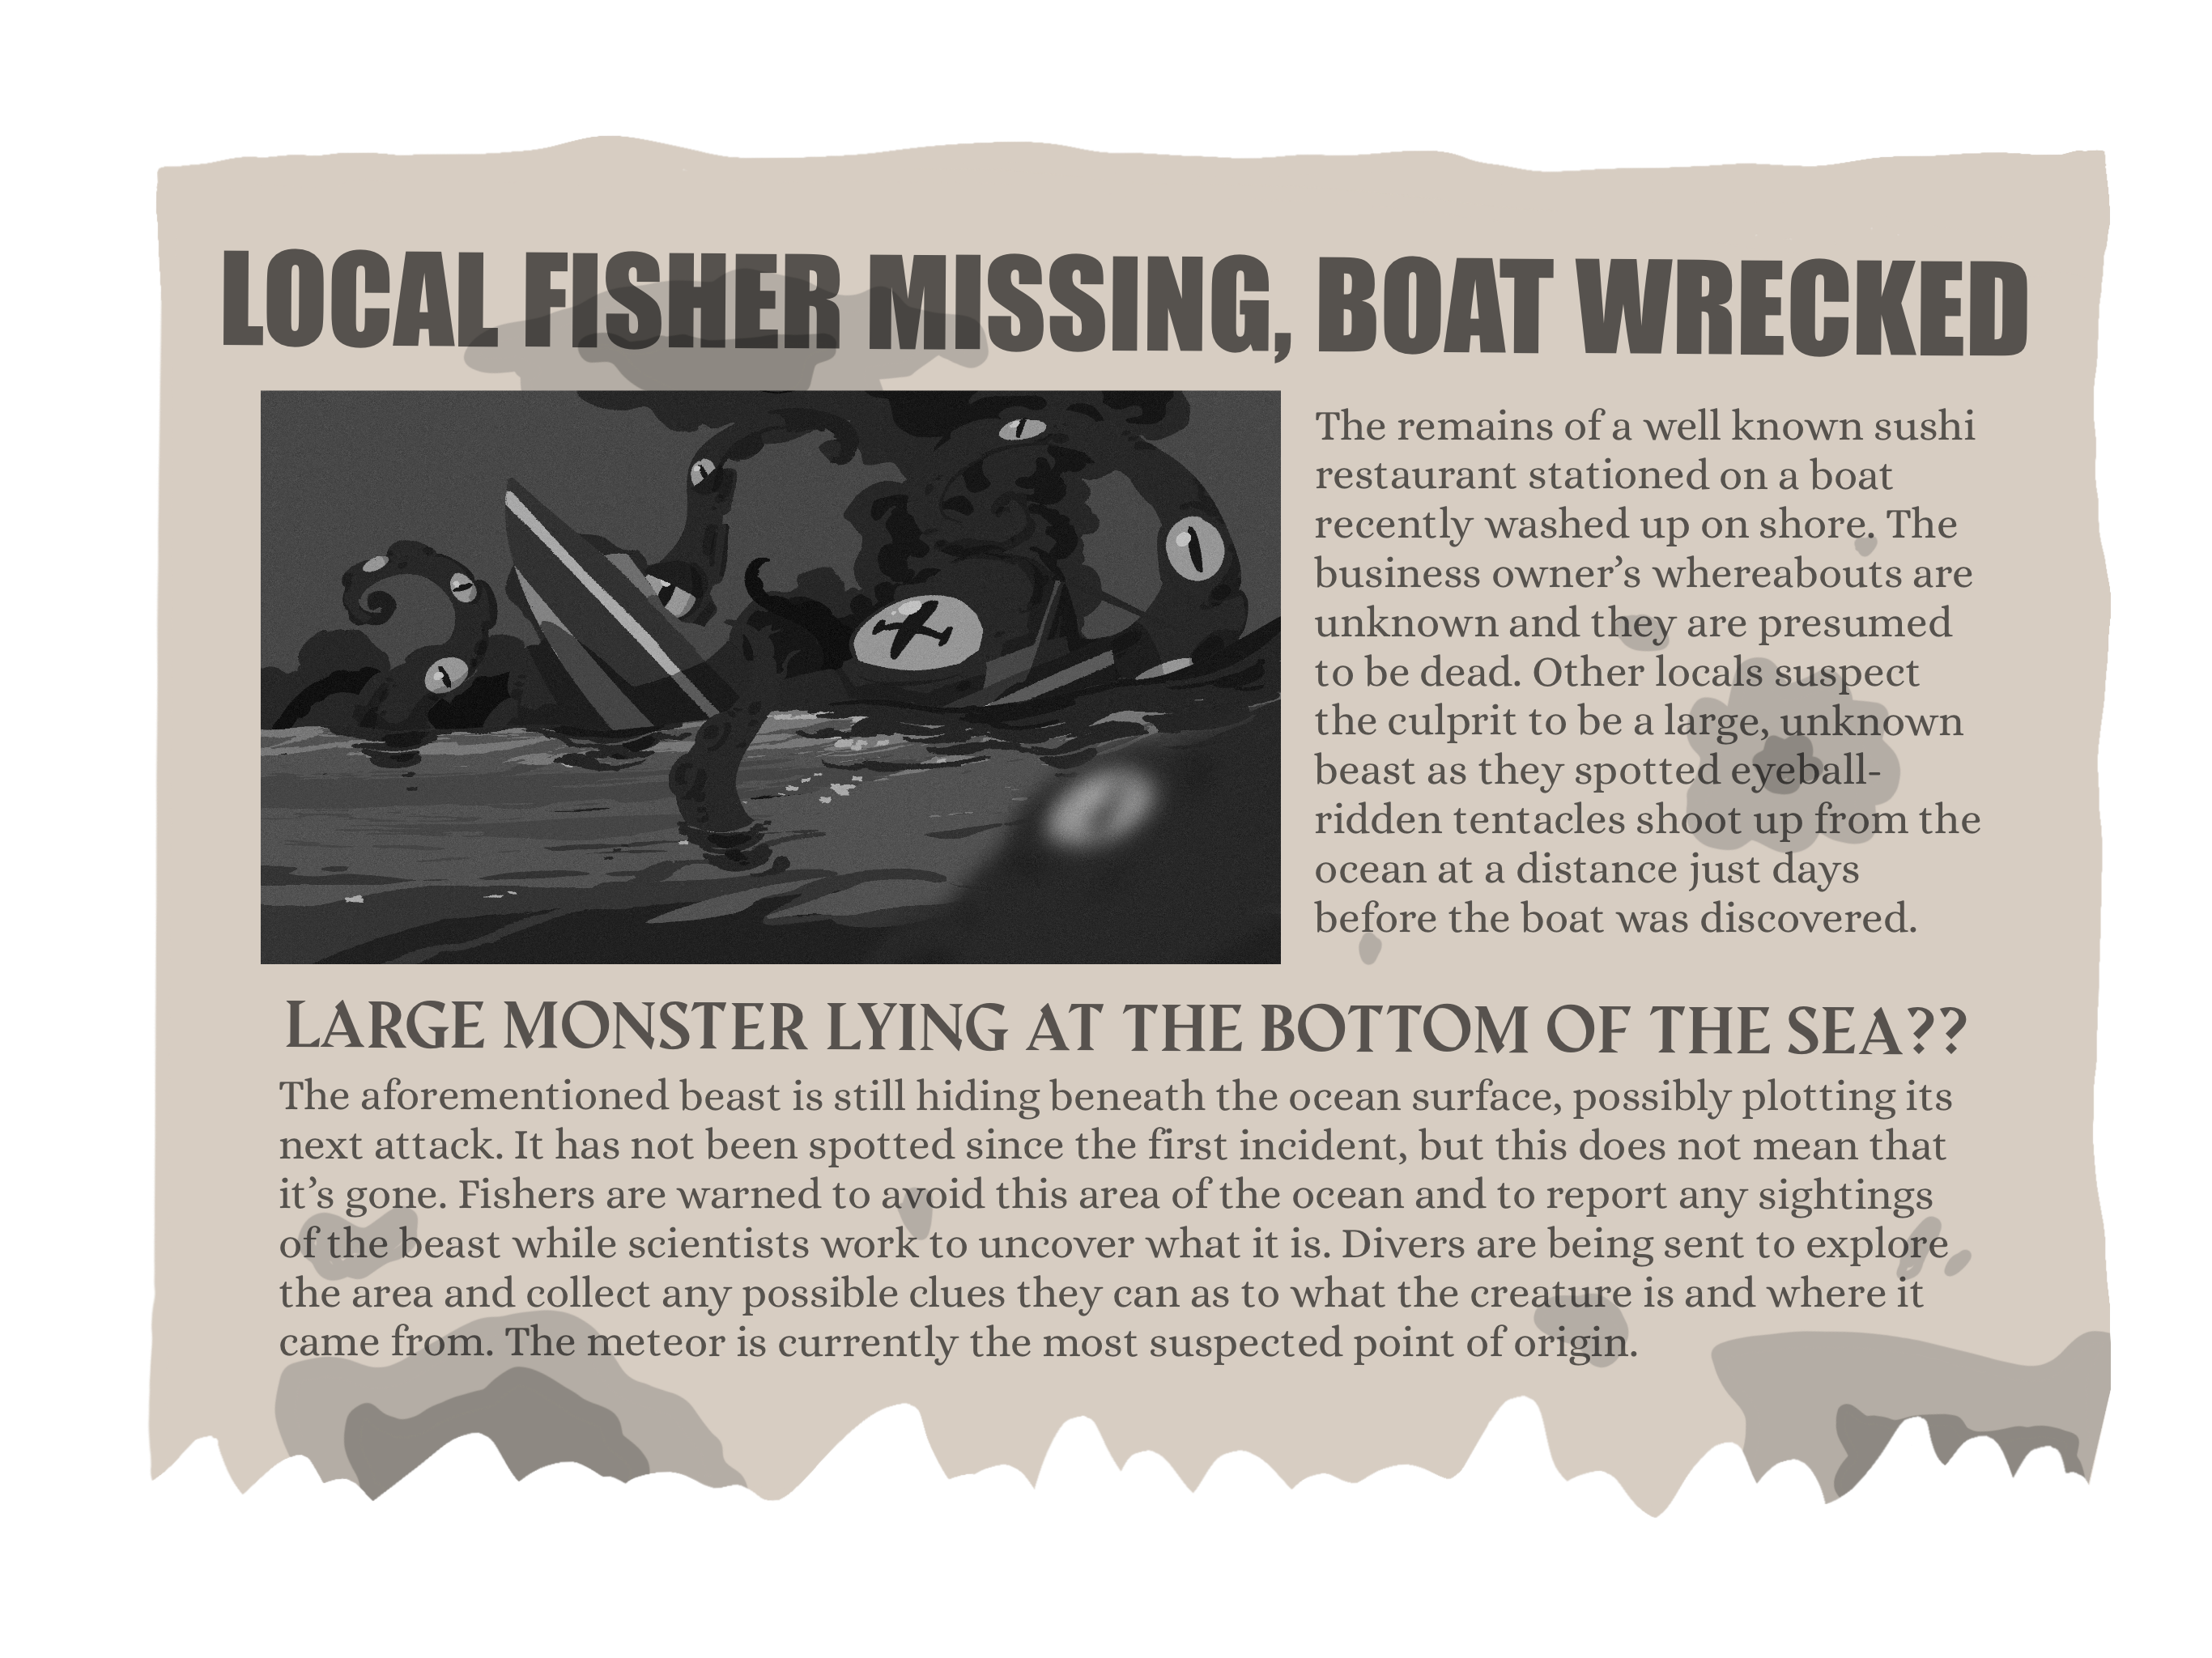 LOCAL FISHER MISSING, BOAT WRECKED
The remains of a well known sushi
restaurant stationed on a boat
recently washed up on shore. The
business owner’s whereabouts are
unknown and they are presumed
to be dead. Other locals suspect
the culprit to be a large, unknown
beast as they spotted eyeball-
ridden tentacles shoot up from the
ocean at a distance just days
before the boat was discovered.
LARGE MONSTER LYING AT THE BOTTOM OF THE SEA??
The aforementioned beast is still hiding beneath the ocean surface, possibly plotting its
next attack. It has not been spotted since the first incident, but this does not mean that
it’s gone. Fishers are warned to avoid this area of the ocean and to report any sightings
of the beast while scientists work to uncover what it is. Divers are being sent to explore
the area and collect any possible clues they can as to what the creature is and where it
came from. The meteor is currently the most suspected point of origin.